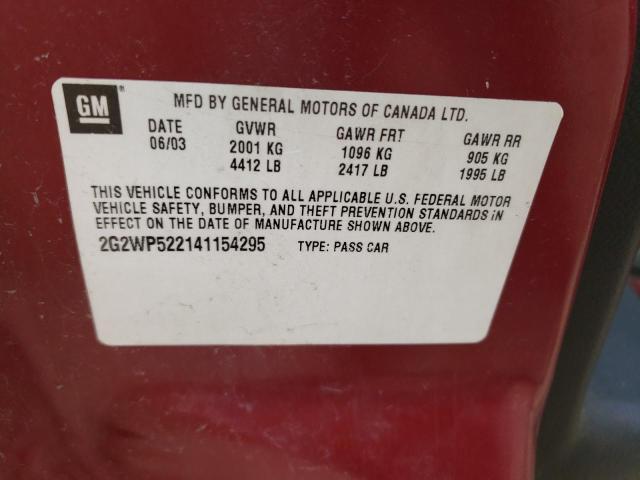 GM®
MFD BY GENERAL MOTORS OF CANADA LTD.
DATE GVWR GAWR FRT GAWR RR
06/03 2001 KG 1096 KG 905 KG
4412 LB 2417 LB 1995 LB
THIS VEHICLE CONFORMS TO ALL APPLICABLE U.S. FEDERAL MOTOR
VEHICLE SAFETY, BUMPER, AND THEFT PREVENTION STANDARDS IN
EFFECT ON THE DATE OF MANUFACTURE SHOWN ABOVE.
2G2WP522141154295 TYPE: PASS CAR